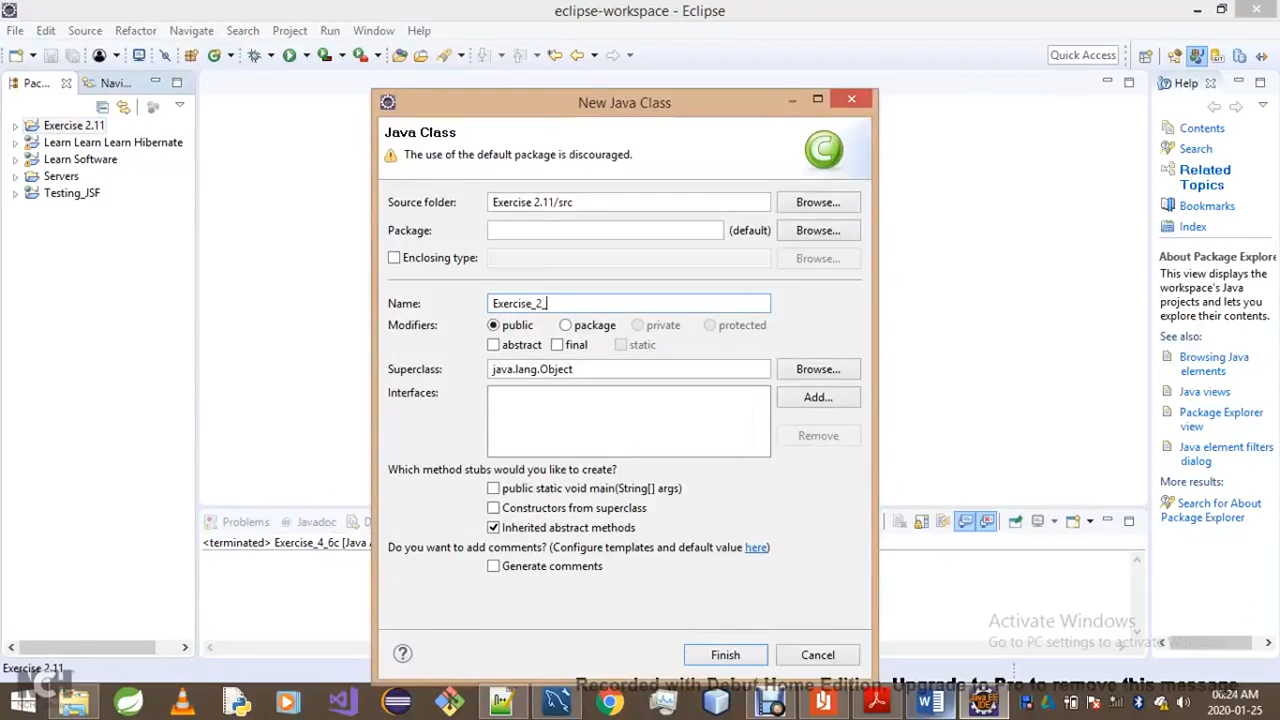 eclipse-workspace - Eclipse
File Edit Source Refactor Navigate Search Project Run Window Help
Quick Access
Pac... Navi... Help
Exercise 2.11
Learn Learn Learn Hibernate
Learn Software
Servers
Testing_JSF
New Java Class
Java Class
The use of the default package is discouraged.
Source folder: Exercise 2.11/src Browse...
Package: (default) Browse...
Enclosing type: Browse...
Name: Exercise_2_
Modifiers: public package private protected
abstract final static
Superclass: java.lang.Object Browse...
Interfaces: Add...
Remove
Which method stubs would you like to create?
public static void main(String[] args)
Constructors from superclass
Inherited abstract methods
Do you want to add comments? (Configure templates and default value here)
Generate comments
Finish Cancel
Contents
Search
Related
Topics
Bookmarks
Index
About Package Explore
This view displays the
workspace's Java
projects and lets you
explore their contents.
See also:
Browsing Java
elements
Java views
Package Explorer
view
Java element filters
dialog
More results:
Search for About
Package Explorer
Problems Javadoc D
<terminated> Exercise_4_6c [Java A
Activate Windows
Go to PC settings to activate
Exercise 2.11
Recorded with Debut Home Edition. Upgrade to Pro to remove this message
NCH
06:24 AM
2020-01-25